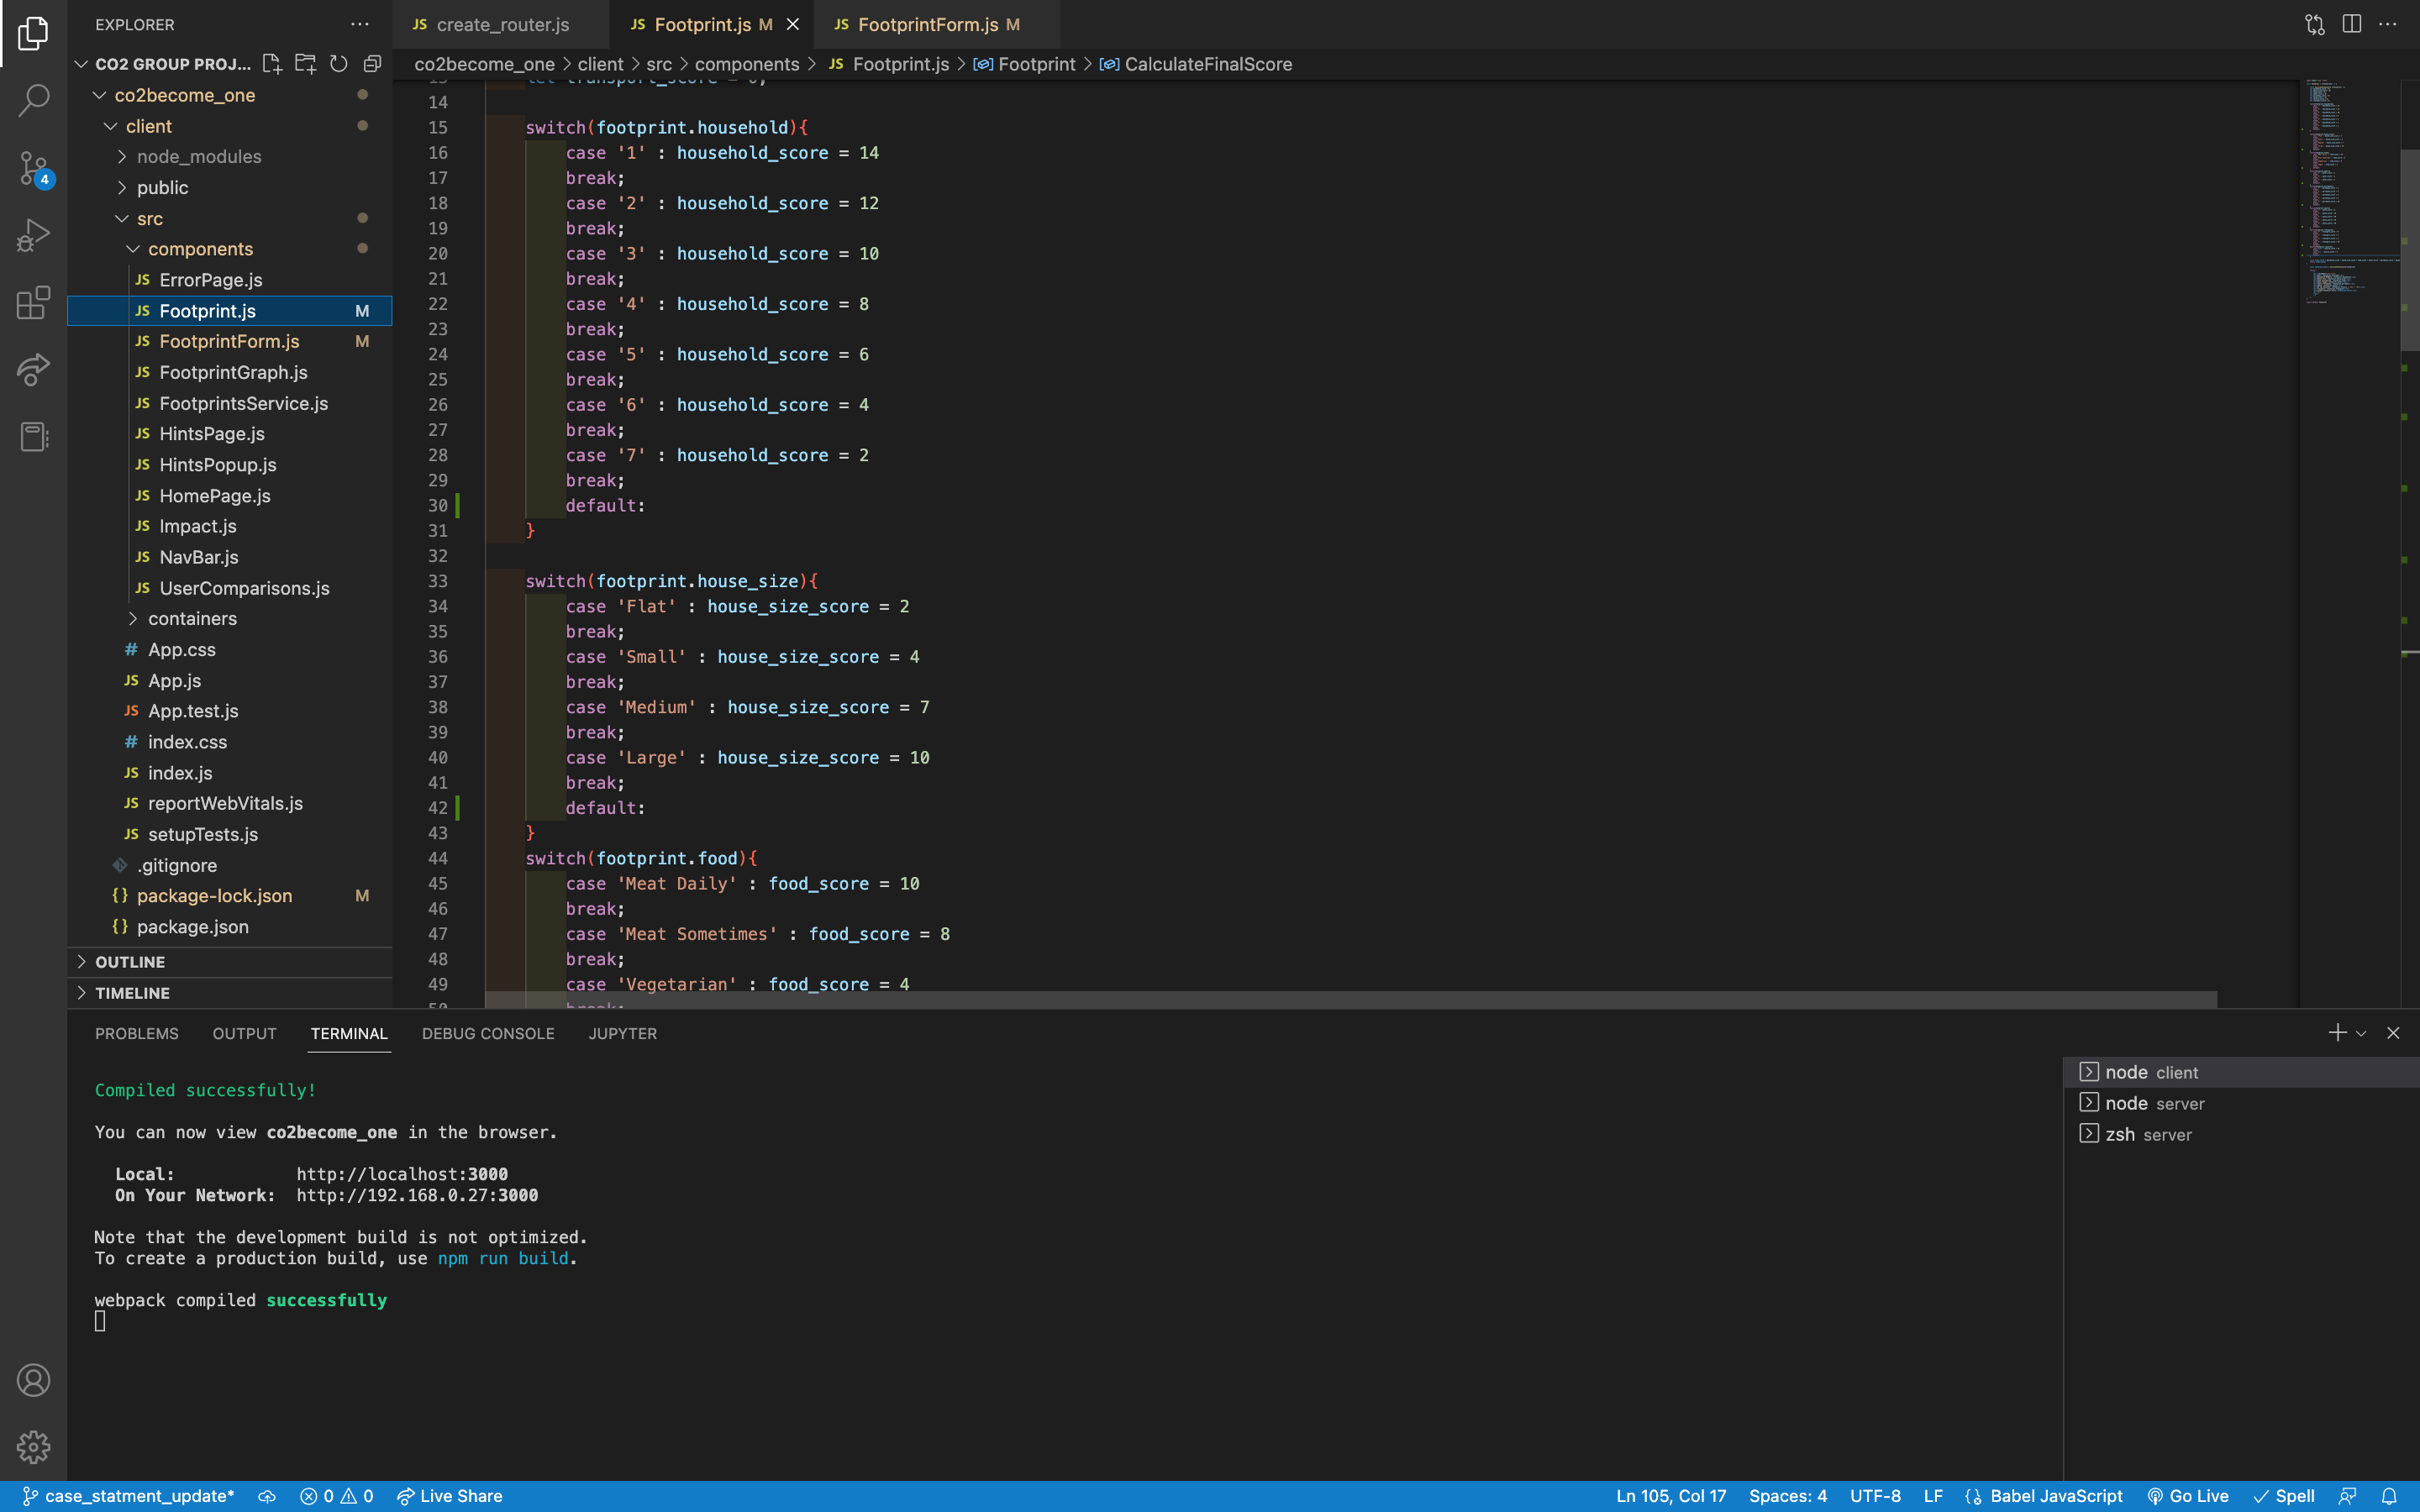 EXPLORER
CO2 GROUP PROJ...
co2become_one
client
node_modules
public
src
components
JS ErrorPage.js
JS Footprint.js M
JS FootprintForm.js M
JS FootprintGraph.js
JS FootprintsService.js
JS HintsPage.js
JS HintsPopup.js
JS HomePage.js
JS Impact.js
JS NavBar.js
JS UserComparisons.js
containers
# App.css
JS App.js
JS App.test.js
# index.css
JS index.js
JS reportWebVitals.js
JS setupTests.js
.gitignore
{} package-lock.json M
{} package.json
OUTLINE
TIMELINE
4
JS create_router.js JS Footprint.js M JS FootprintForm.js M
co2become_one > client > src > components > JS Footprint.js > Footprint > CalculateFinalScore
13 let transport_score = 0;
14
15 switch(footprint.household){
16 case '1' : household_score = 14
17 break;
18 case '2' : household_score = 12
19 break;
20 case '3' : household_score = 10
21 break;
22 case '4' : household_score = 8
23 break;
24 case '5' : household_score = 6
25 break;
26 case '6' : household_score = 4
27 break;
28 case '7' : household_score = 2
29 break;
30 default:
31 }
32
33 switch(footprint.house_size){
34 case 'Flat' : house_size_score = 2
35 break;
36 case 'Small' : house_size_score = 4
37 break;
38 case 'Medium' : house_size_score = 7
39 break;
40 case 'Large' : house_size_score = 10
41 break;
42 default:
43 }
44 switch(footprint.food){
45 case 'Meat Daily' : food_score = 10
46 break;
47 case 'Meat Sometimes' : food_score = 8
48 break;
49 case 'Vegetarian' : food_score = 4
50 break;
PROBLEMS OUTPUT TERMINAL DEBUG CONSOLE JUPYTER
Compiled successfully!
You can now view co2become_one in the browser.
Local: http://localhost:3000
On Your Network: http://192.168.0.27:3000
Note that the development build is not optimized.
To create a production build, use npm run build.
webpack compiled successfully
node client
node server
zsh server
case_statment_update* 0 0 Live Share Ln 105, Col 17 Spaces: 4 UTF-8 LF Babel JavaScript Go Live Spell